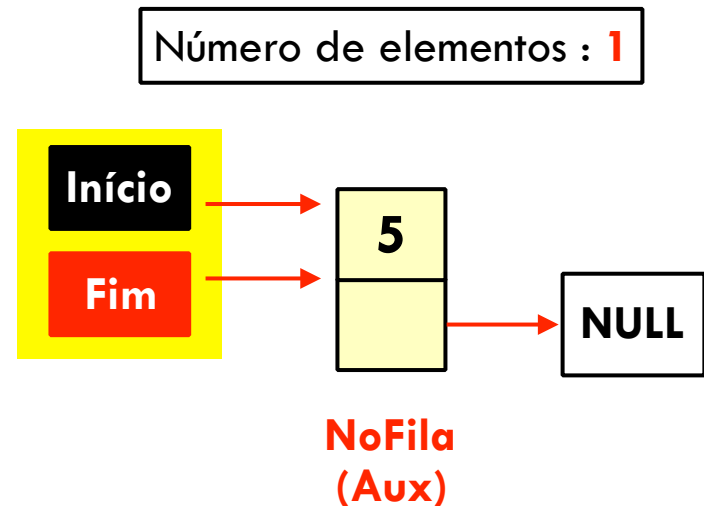 Número de elementos : 1
Início
5
Fim
NULL
NoFila
(Aux)